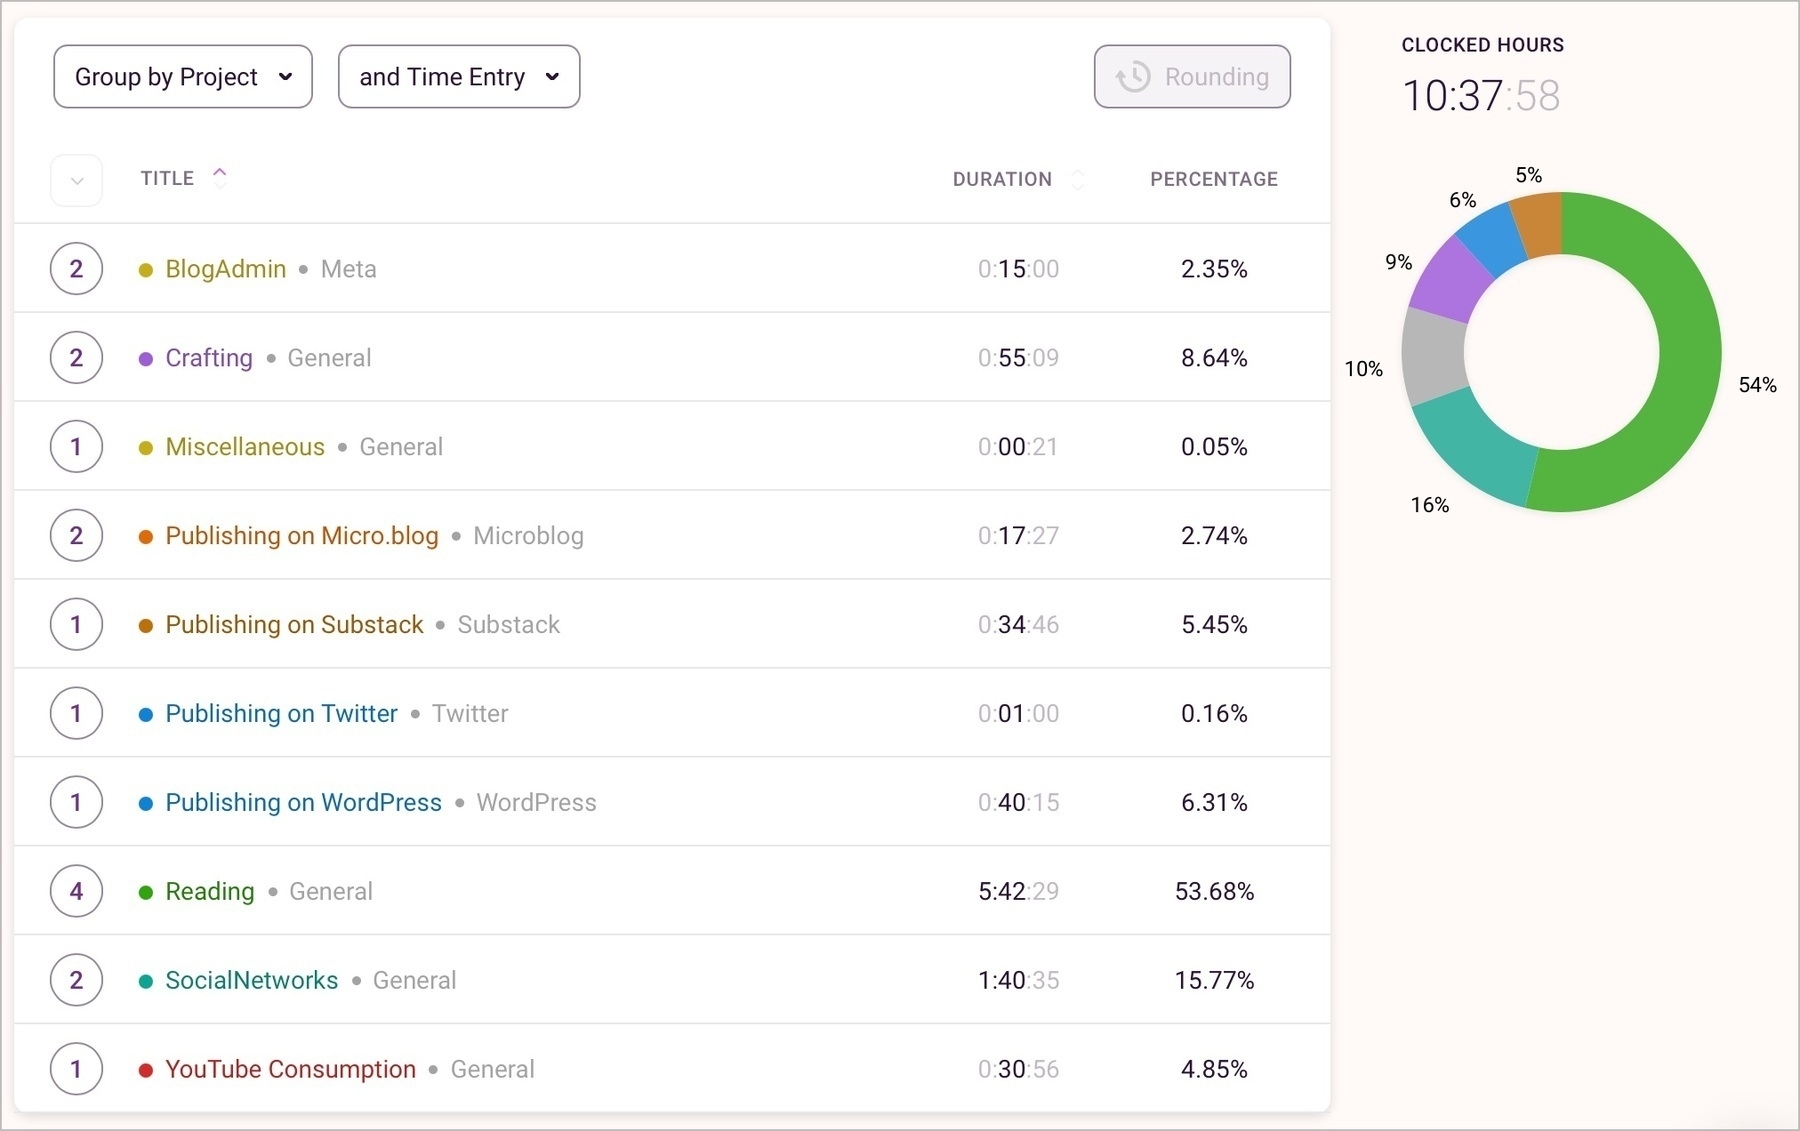 Group by Project
and Time Entry
Rounding
TITLE DURATION PERCENTAGE
2 BlogAdmin • Meta 0:15:00 2.35%
2 Crafting • General 0:55:09 8.64%
1 Miscellaneous • General 0:00:21 0.05%
2 Publishing on Micro.blog • Microblog 0:17:27 2.74%
1 Publishing on Substack • Substack 0:34:46 5.45%
1 Publishing on Twitter • Twitter 0:01:00 0.16%
1 Publishing on WordPress • WordPress 0:40:15 6.31%
4 Reading • General 5:42:29 53.68%
2 SocialNetworks • General 1:40:35 15.77%
1 YouTube Consumption • General 0:30:56 4.85%
CLOCKED HOURS
10:37:58
5%
6%
9%
10%
54%
16%